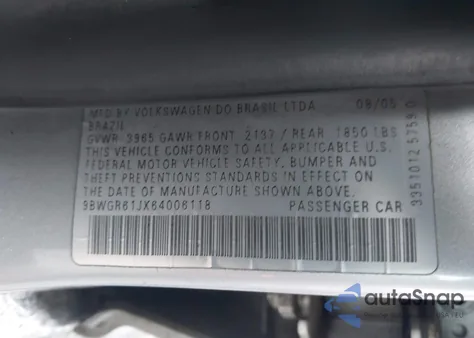 MFD BY VOLKSWAGEN DO BRASIL LTDA 08/05
BRAZIL
GVWR 3965 GAWR FRONT 2137 / REAR 1850 LBS
THIS VEHICLE CONFORMS TO ALL APPLICABLE U.S.
FEDERAL MOTOR VEHICLE SAFETY, BUMPER AND
THEFT PREVENTION STANDARDS IN EFFECT ON THE
DATE OF MANUFACTURE SHOWN ABOVE.
9BWGR61JX64006118 PASSENGER CAR
335101257550
autoSnap